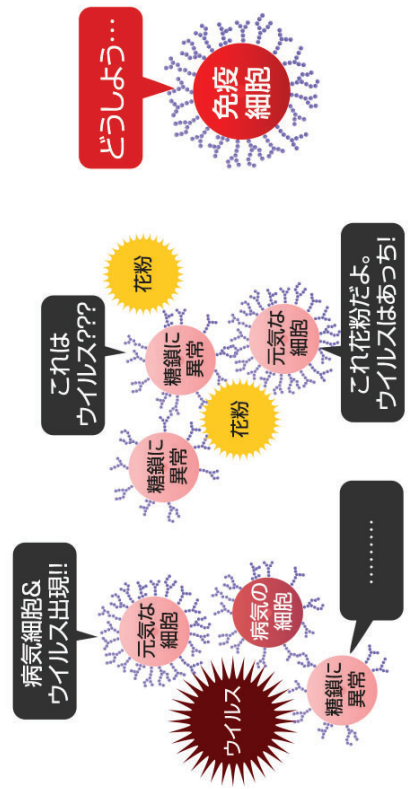 病気細胞&
ウイルス出現!!
元気な
細胞
ウイルス
病気の
細胞
糖鎖に
異常
………
これは
ウイルス???
糖鎖に
異常
糖鎖に
異常
花粉
花粉
元気な
細胞
これ花粉だよ。
ウイルスはあっち!
どうしよう…
免疫
細胞